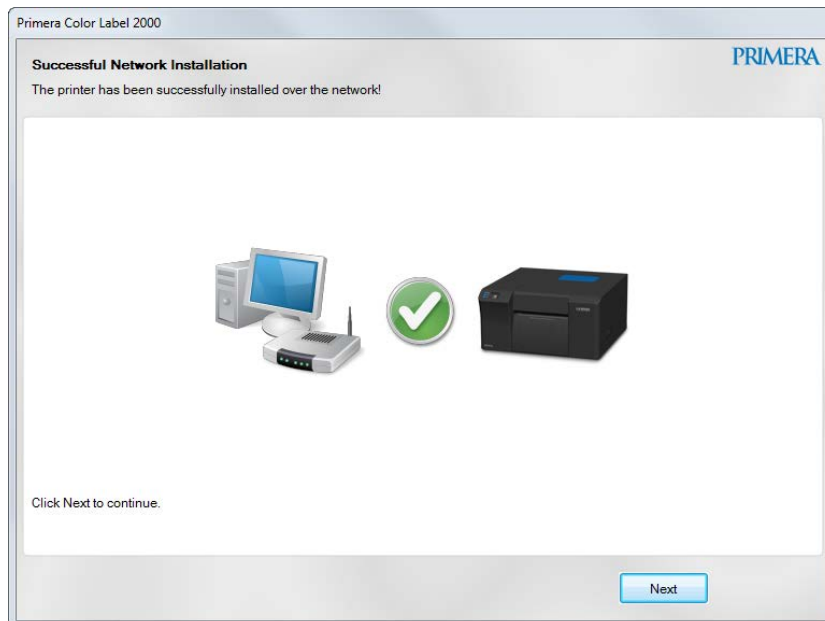 Primera Color Label 2000
PRIMERA
Successful Network Installation
The printer has been successfully installed over the network!
Click Next to continue.
Next